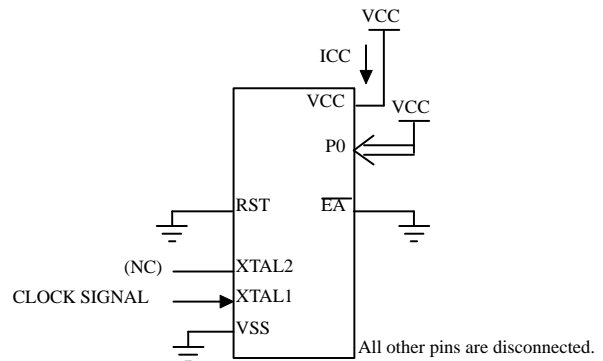 VCC
ICC
VCC
VCC
P0
RST
EA
(NC)
XTAL2
CLOCK SIGNAL
XTAL1
VSS
All other pins are disconnected.